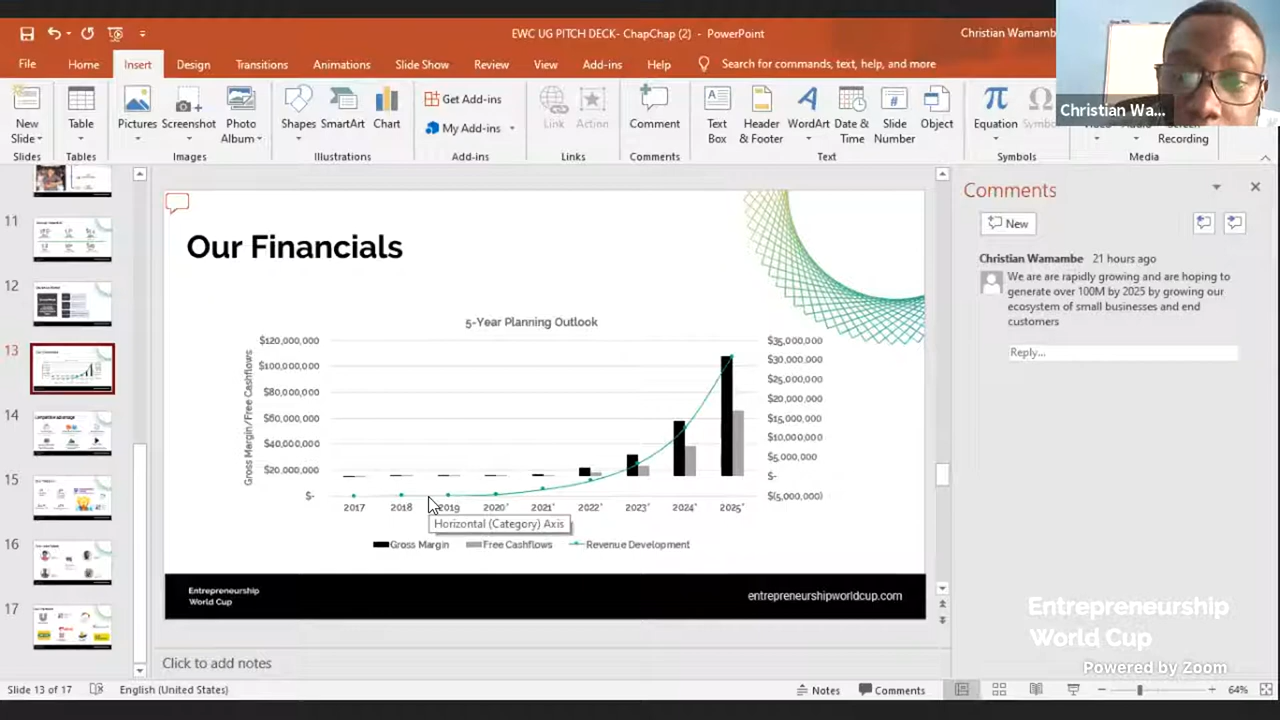 EWC UG PITCH DECK- ChapChap (2) - PowerPoint
Christian Wamambe
File Home Insert Design Transitions Animations Slide Show Review View Add-ins Help Search for commands, text, help, and more
Christian Wa...
New Slide
Table
Pictures
Screenshot
Photo Album
Shapes
SmartArt
Chart
Get Add-ins
My Add-ins
Link
Action
Comment
Text Box
Header & Footer
WordArt
Date & Time
Slide Number
Object
Equation
Recording
Slides Tables Images Illustrations Add-ins Links Comments Text Symbols Media
11
12
13
14
15
16
17
Our Financials
5-Year Planning Outlook
Gross Margin/Free Cashflows
$120,000,000
$100,000,000
$80,000,000
$60,000,000
$40,000,000
$20,000,000
$-
$35,000,000
$30,000,000
$25,000,000
$20,000,000
$15,000,000
$10,000,000
$5,000,000
$-
$(5,000,000)
2017 2018 2019 2020* 2021* 2022* 2023* 2024* 2025*
Horizontal (Category) Axis
Gross Margin Free Cashflows Revenue Development
Entrepreneurship
World Cup
entrepreneurshipworldcup.com
Comments
New
Christian Wamambe 21 hours ago
We are are rapidly growing and are hoping to
generate over 100M by 2025 by growing our
ecosystem of small businesses and end
customers
Reply...
Entrepreneurship
World Cup
Powered by Zoom
Click to add notes
Slide 13 of 17 English (United States) Notes Comments 64%